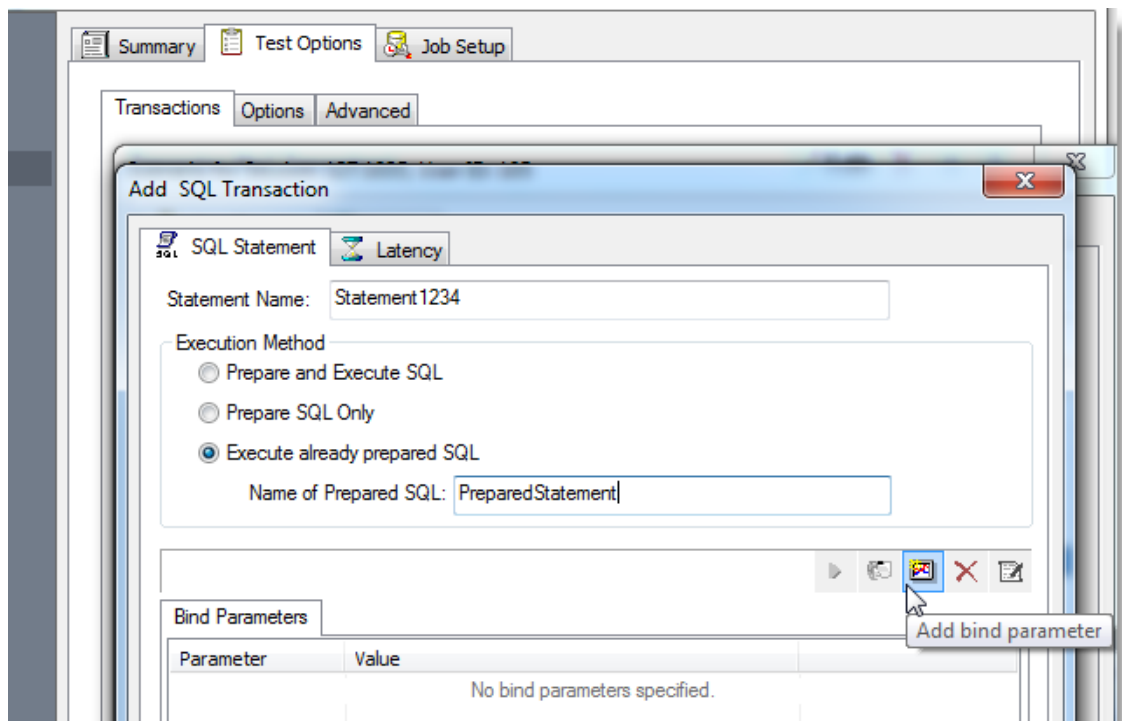 Summary Test Options Job Setup
Transactions Options Advanced
Add SQL Transaction
SQL Statement Latency
Statement Name: Statement1234
Execution Method
Prepare and Execute SQL
Prepare SQL Only
Execute already prepared SQL
Name of Prepared SQL: PreparedStatement
Add bind parameter
Bind Parameters
Parameter Value
No bind parameters specified.